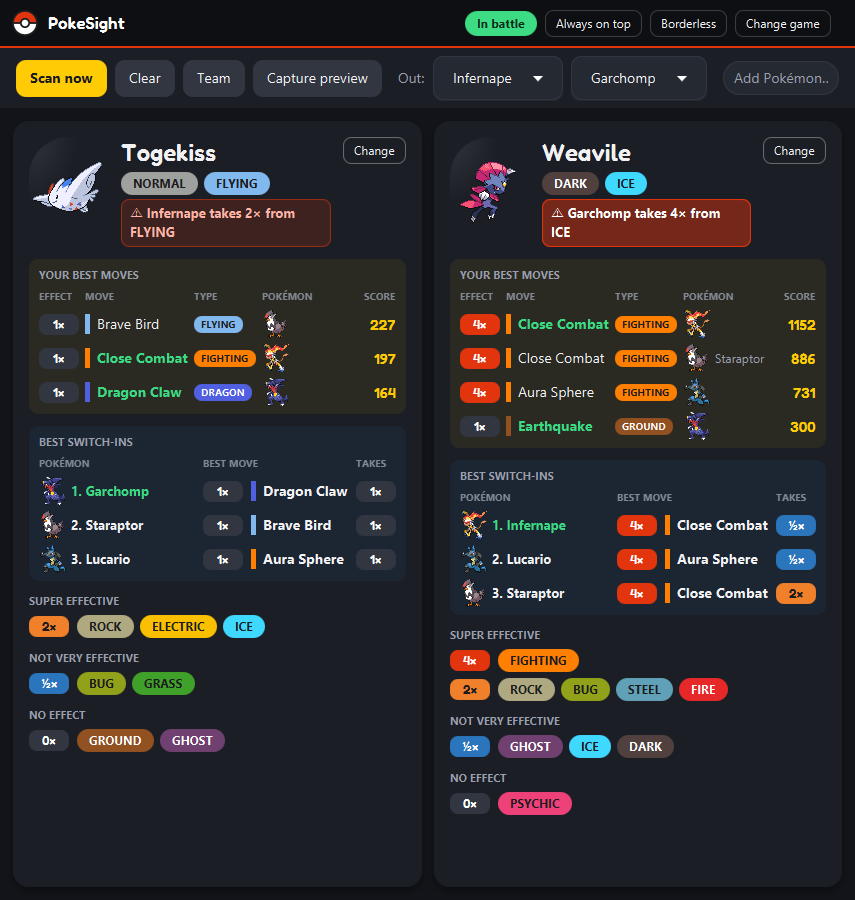 PokeSight
In battle
Always on top
Borderless
Change game
Scan now
Clear
Team
Capture preview
Out:
Infernape
Garchomp
Add Pokémon..
Togekiss
Change
NORMAL FLYING
⚠ Infernape takes 2× from
FLYING
YOUR BEST MOVES
EFFECT MOVE TYPE POKÉMON SCORE
1× Brave Bird FLYING 227
1× Close Combat FIGHTING 197
1× Dragon Claw DRAGON 164
BEST SWITCH-INS
POKÉMON BEST MOVE TAKES
1. Garchomp 1× Dragon Claw 1×
2. Staraptor 1× Brave Bird 1×
3. Lucario 1× Aura Sphere 1×
SUPER EFFECTIVE
2× ROCK ELECTRIC ICE
NOT VERY EFFECTIVE
½× BUG GRASS
NO EFFECT
0× GROUND GHOST
Weavile
Change
DARK ICE
⚠ Garchomp takes 4× from
ICE
YOUR BEST MOVES
EFFECT MOVE TYPE POKÉMON SCORE
4× Close Combat FIGHTING 1152
4× Close Combat FIGHTING Staraptor 886
4× Aura Sphere FIGHTING 731
1× Earthquake GROUND 300
BEST SWITCH-INS
POKÉMON BEST MOVE TAKES
1. Infernape 4× Close Combat ½×
2. Lucario 4× Aura Sphere ½×
3. Staraptor 4× Close Combat 2×
SUPER EFFECTIVE
4× FIGHTING
2× ROCK BUG STEEL FIRE
NOT VERY EFFECTIVE
½× GHOST ICE DARK
NO EFFECT
0× PSYCHIC